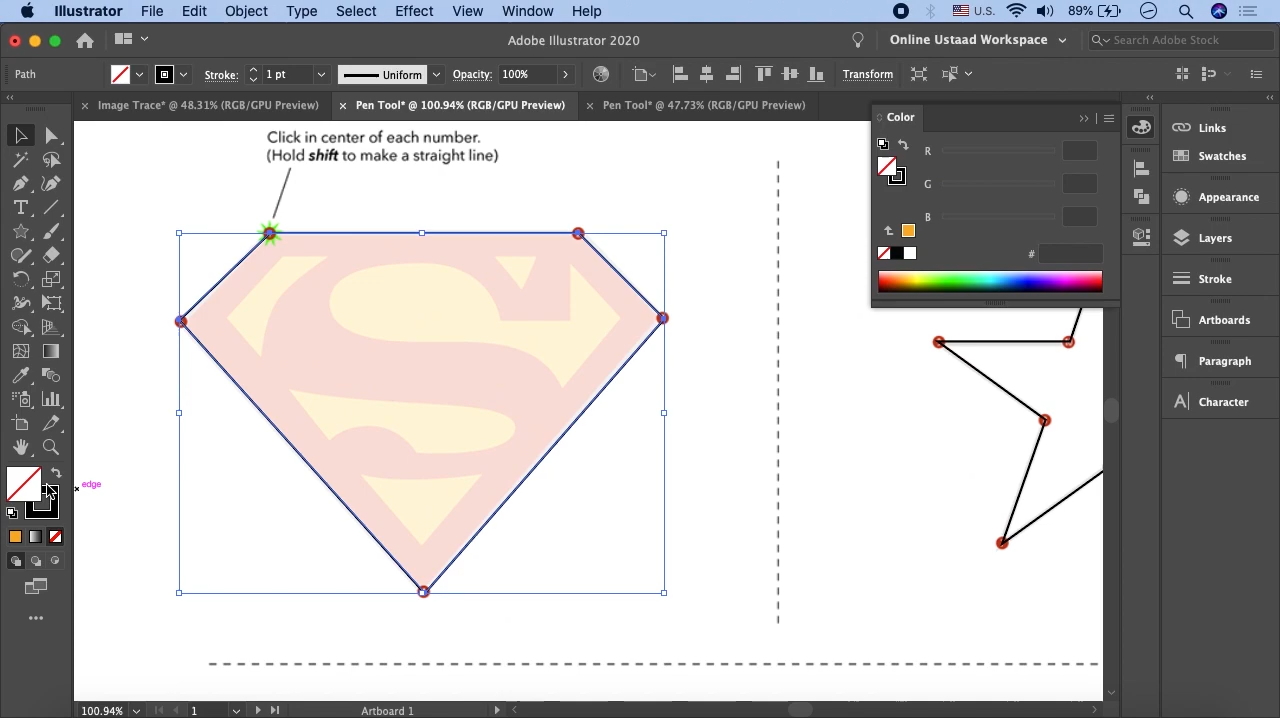 Illustrator File Edit Object Type Select Effect View Window Help U.S. 89%
Adobe Illustrator 2020 Online Ustaad Workspace Search Adobe Stock
Path Stroke: 1 pt Uniform Opacity: 100% Transform
Image Trace* @ 48.31% (RGB/GPU Preview) Pen Tool* @ 100.94% (RGB/GPU Preview) Pen Tool* @ 47.73% (RGB/GPU Preview)
Click in center of each number.
(Hold shift to make a straight line)
Color
R
G
B
#
Links
Swatches
Appearance
Layers
Stroke
Artboards
Paragraph
Character
edge
100.94% 1 Artboard 1